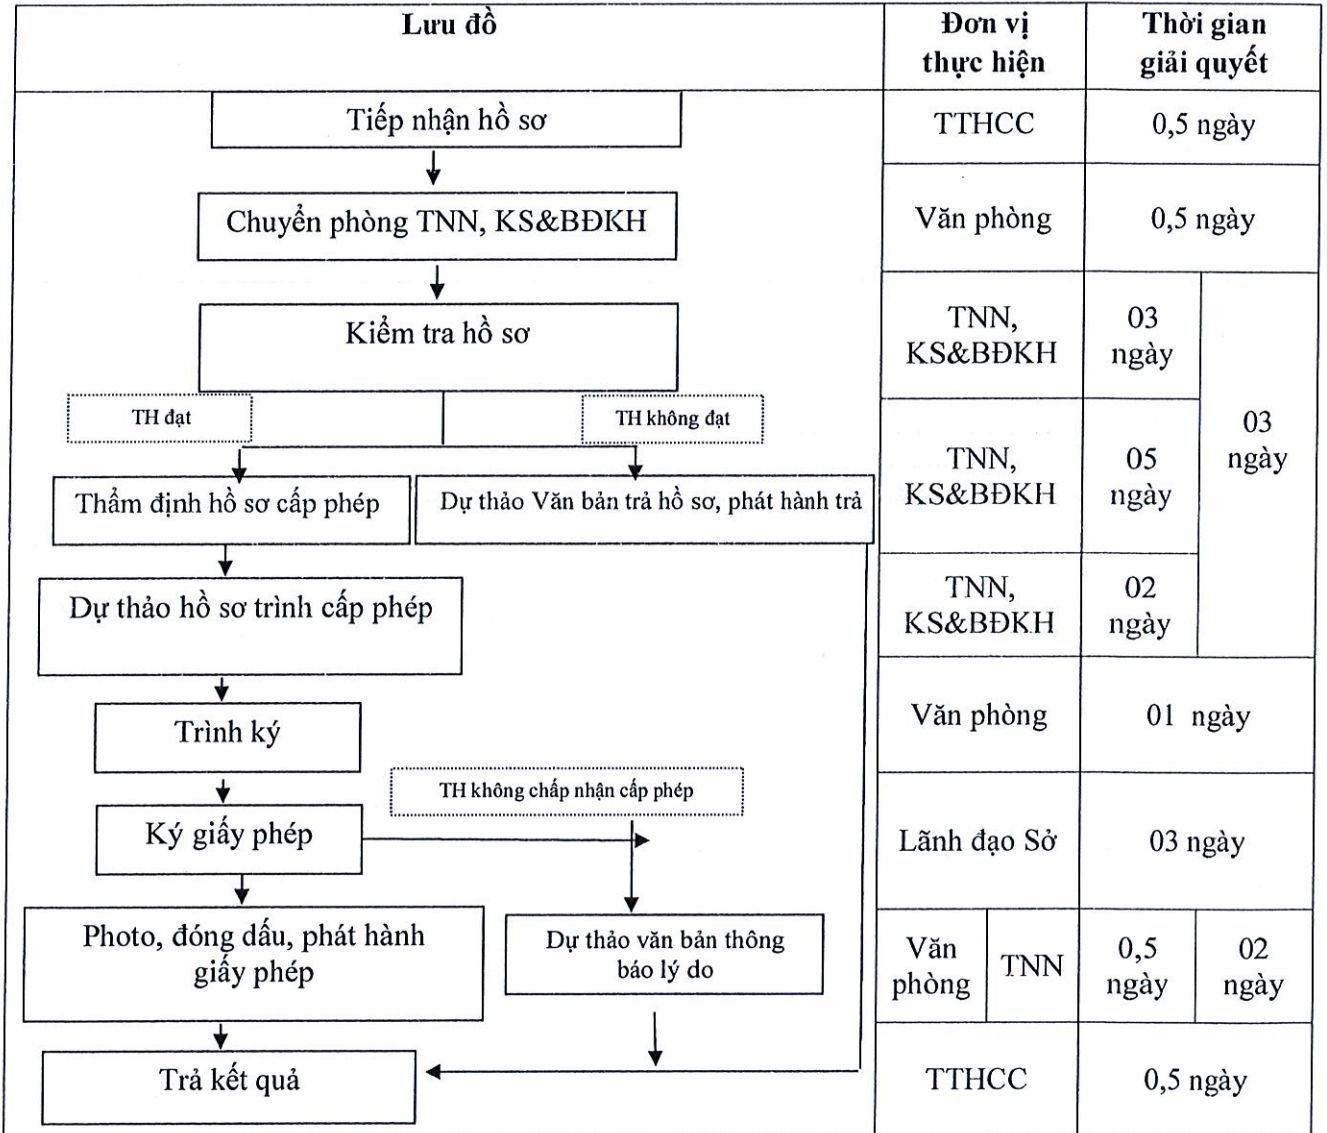 Lưu đồ
Đơn vị
thực hiện
Thời gian
giải quyết
Tiếp nhận hồ sơ
TTHCC
0,5 ngày
Chuyển phòng TNN, KS&BĐKH
Văn phòng
0,5 ngày
Kiểm tra hồ sơ
TNN,
KS&BĐKH
03
ngày
03
ngày
TH đạt
TH không đạt
Thẩm định hồ sơ cấp phép
Dự thảo Văn bản trả hồ sơ, phát hành trả
TNN,
KS&BĐKH
05
ngày
Dự thảo hồ sơ trình cấp phép
TNN,
KS&BĐKH
02
ngày
Trình ký
Văn phòng
01 ngày
TH không chấp nhận cấp phép
Ký giấy phép
Lãnh đạo Sở
03 ngày
Photo, đóng dấu, phát hành
giấy phép
Dự thảo văn bản thông
báo lý do
Văn
phòng
TNN
0,5
ngày
02
ngày
Trả kết quả
TTHCC
0,5 ngày